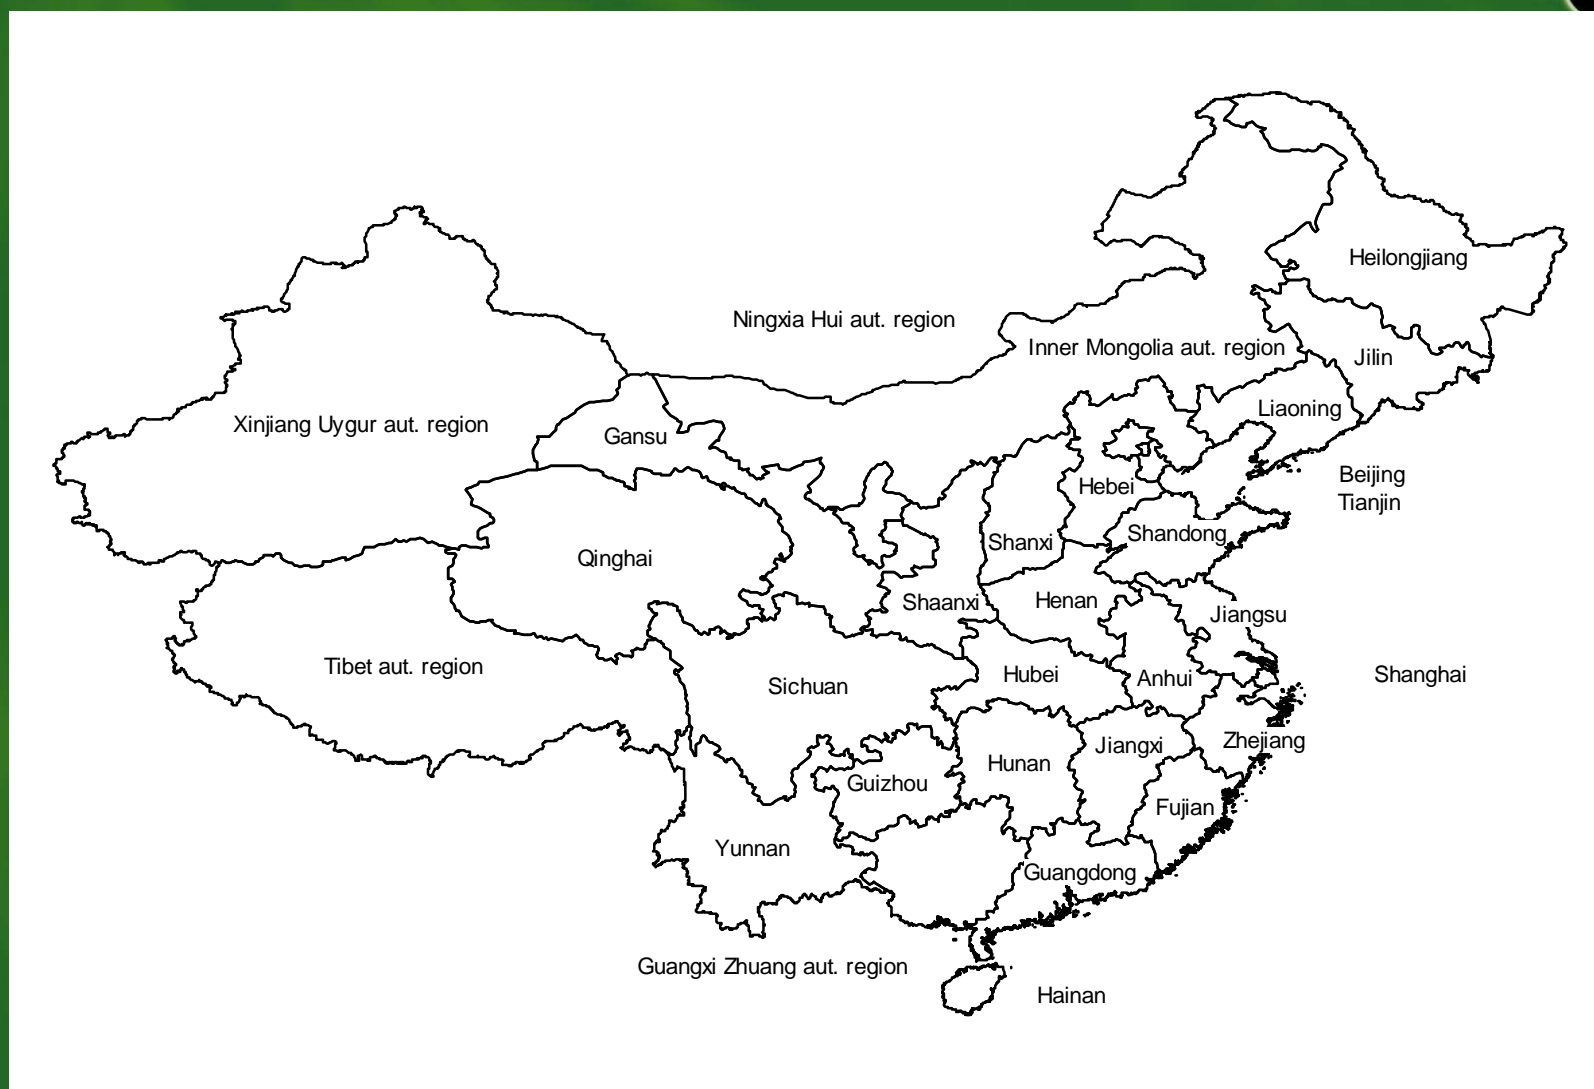 Heilongjiang
Ningxia Hui aut. region
Inner Mongolia aut. region
Jilin
Liaoning
Xinjiang Uygur aut. region
Gansu
Beijing
Tianjin
Hebei
Shandong
Shanxi
Qinghai
Shaanxi
Henan
Jiangsu
Tibet aut. region
Sichuan
Hubei
Anhui
Shanghai
Zhejiang
Jiangxi
Hunan
Guizhou
Fujian
Yunnan
Guangdong
Guangxi Zhuang aut. region
Hainan